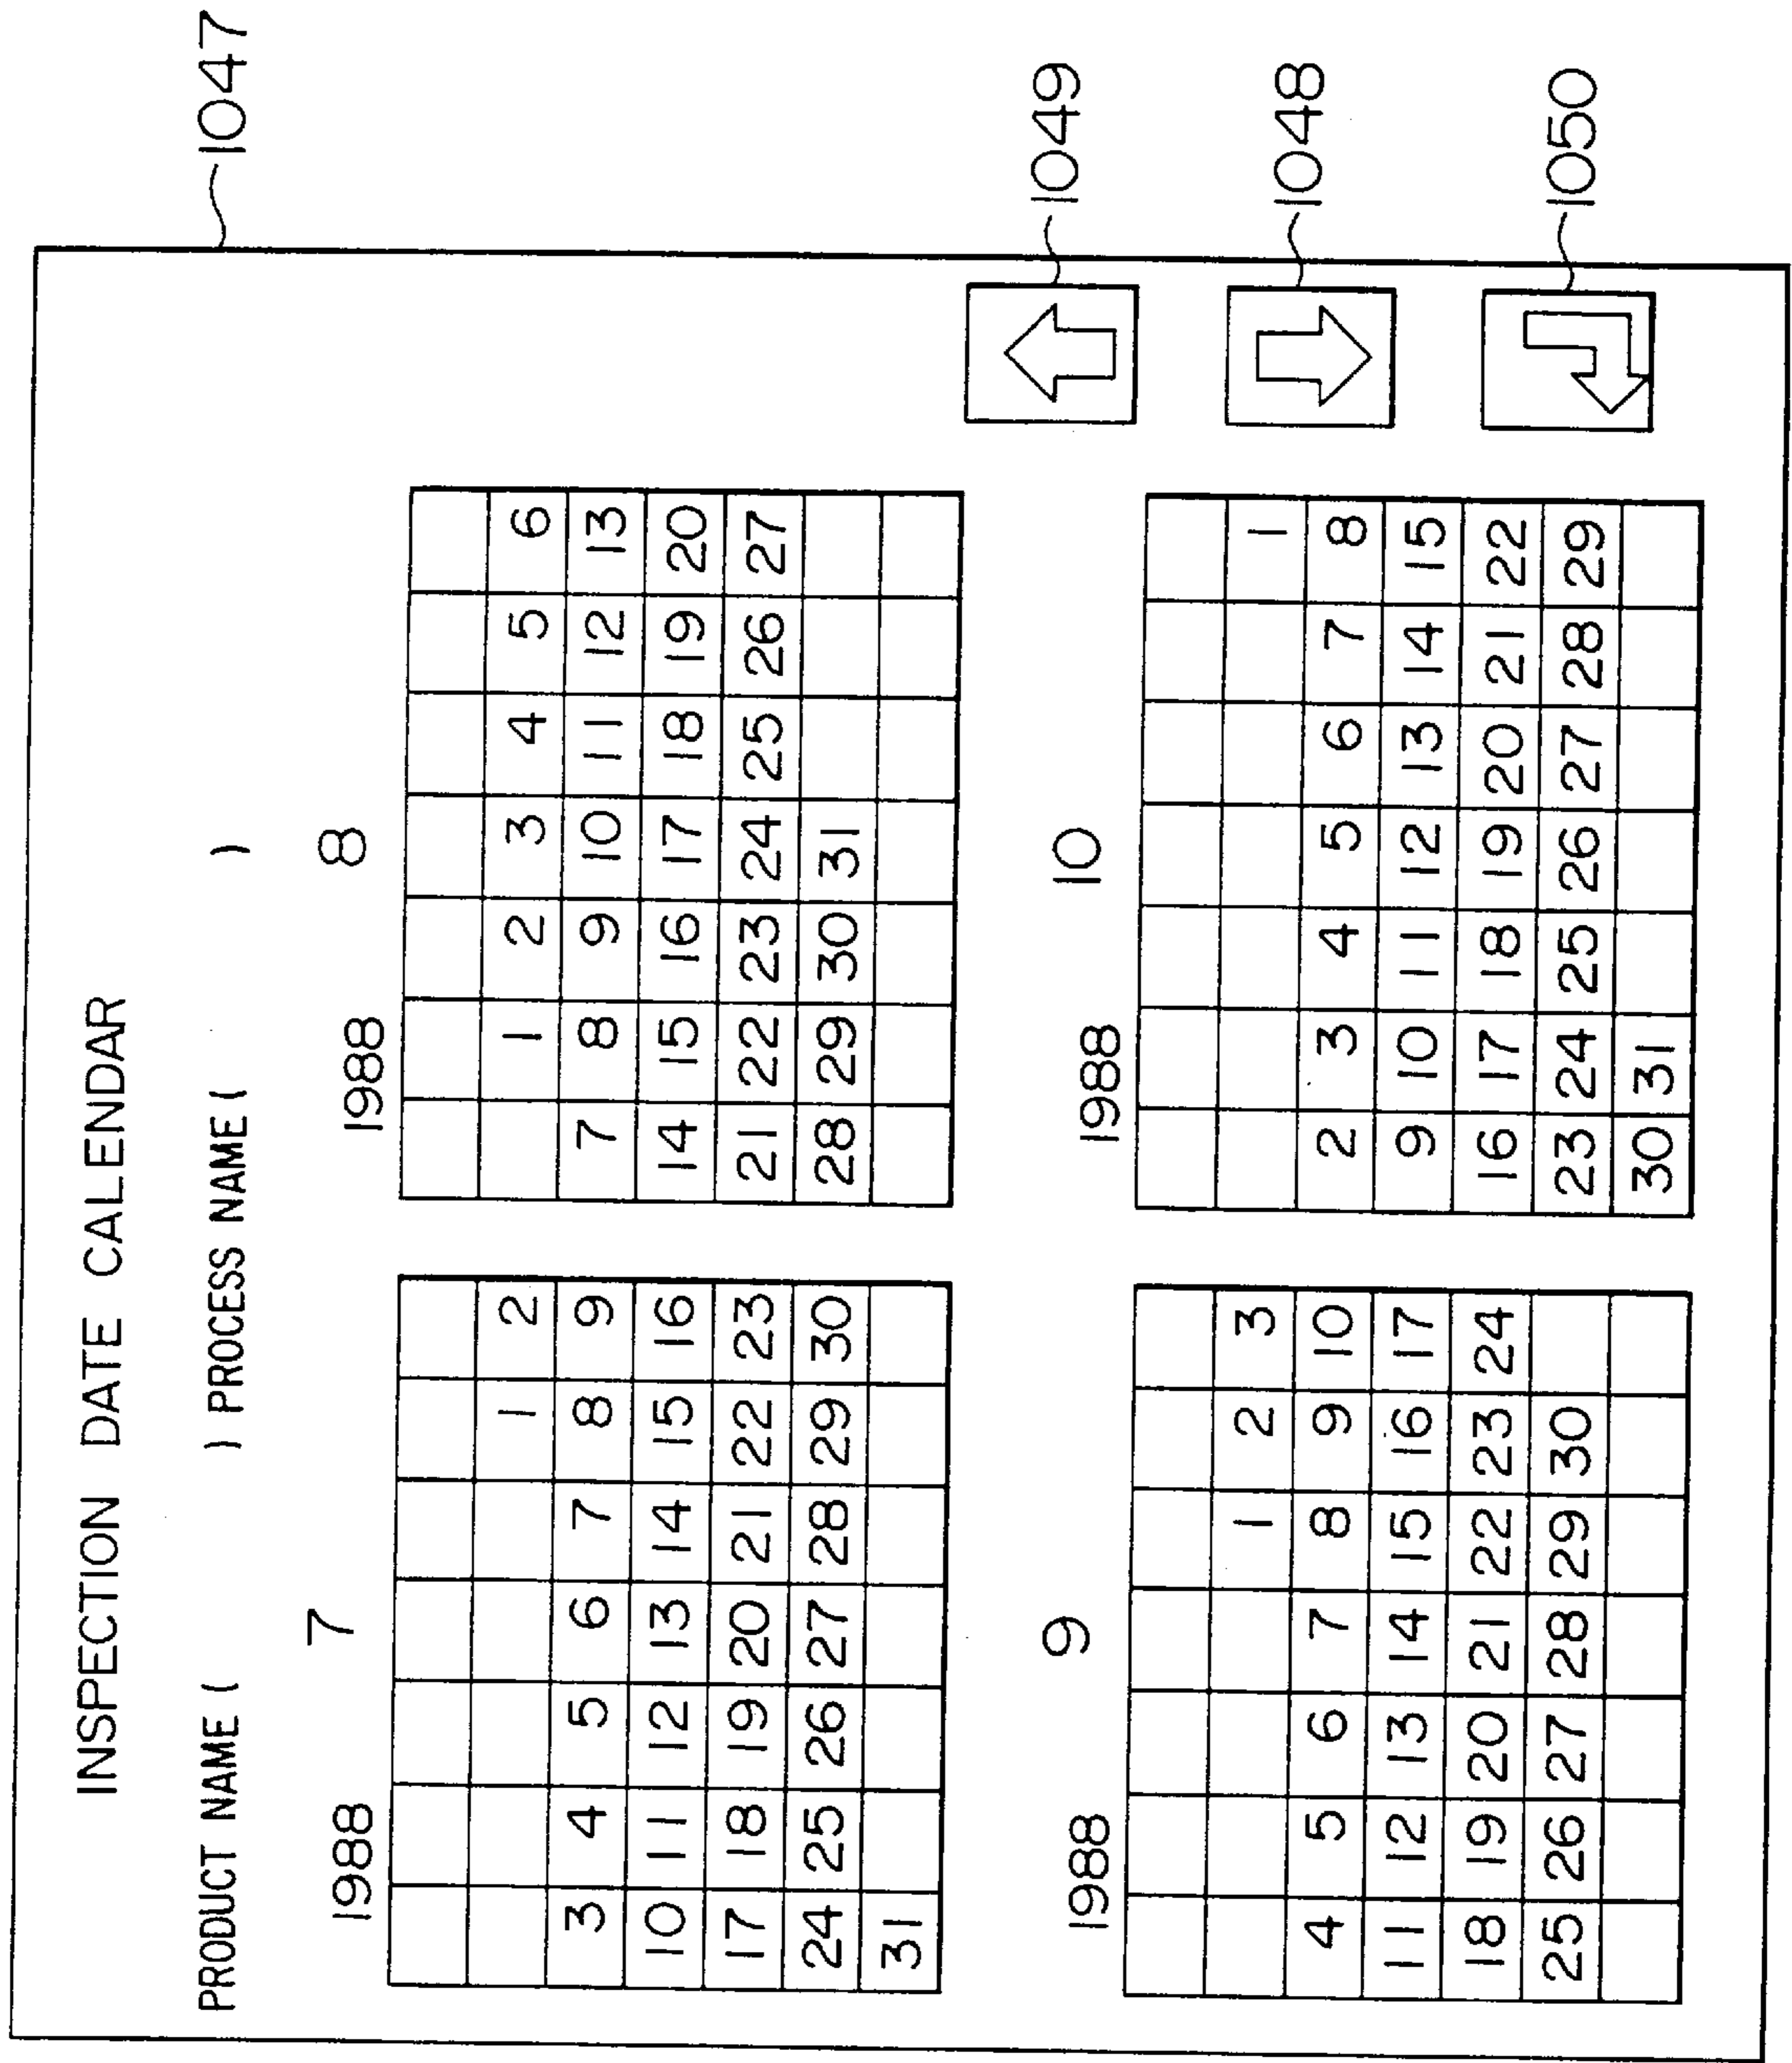 INSPECTION DATE CALENDAR
PRODUCT NAME ( ) PROCESS NAME ( )
1988 7
1 2
3 4 5 6 7 8 9
10 11 12 13 14 15 16
17 18 19 20 21 22 23
24 25 26 27 28 29 30
31
1988 8
1 2 3 4 5 6
7 8 9 10 11 12 13
14 15 16 17 18 19 20
21 22 23 24 25 26 27
28 29 30 31
1988 9
1 2 3
4 5 6 7 8 9 10
11 12 13 14 15 16 17
18 19 20 21 22 23 24
25 26 27 28 29 30
1988 10
1
2 3 4 5 6 7 8
9 10 11 12 13 14 15
16 17 18 19 20 21 22
23 24 25 26 27 28 29
30 31
1047
1049
1048
1050